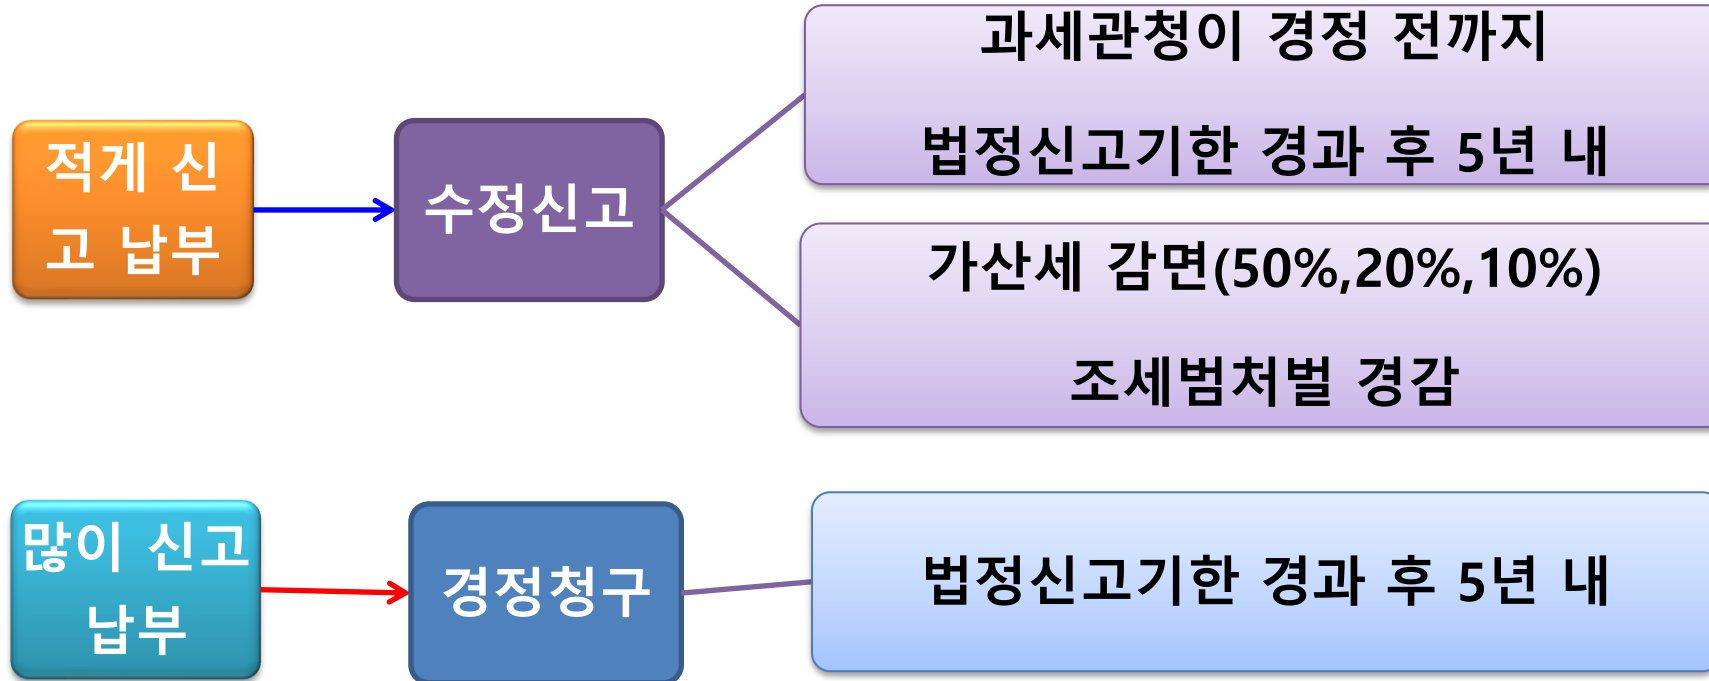 적게 신
고 납부
수정신고
과세관청이 경정 전까지
법정신고기한 경과 후 5년 내
가산세 감면(50%,20%,10%)
조세범처벌 경감
많이 신고
납부
경정청구
법정신고기한 경과 후 5년 내